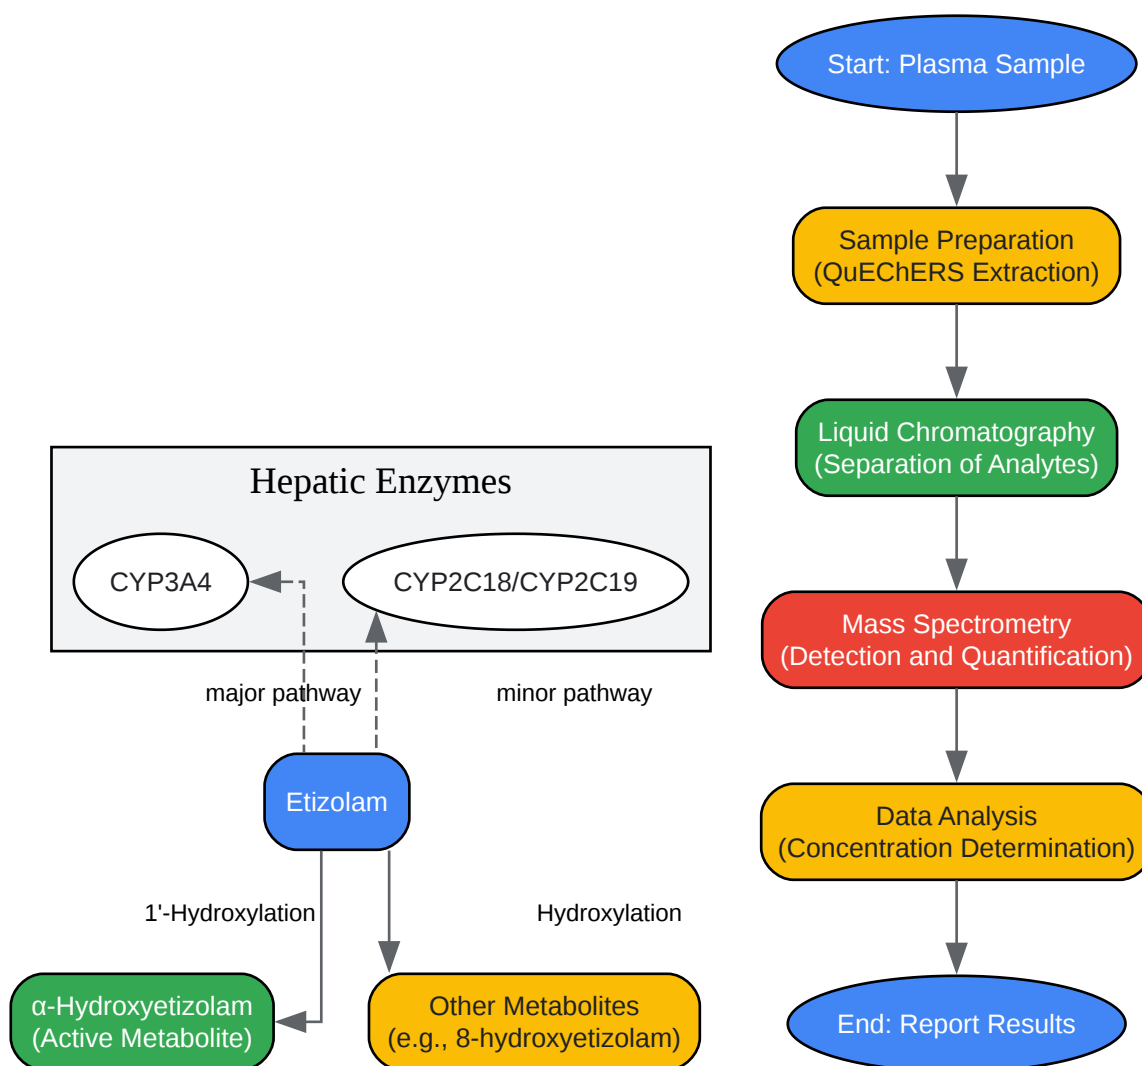 Start: Plasma Sample
Sample Preparation
(QuEChERS Extraction)
Liquid Chromatography
(Separation of Analytes)
Hepatic Enzymes
CYP3A4
CYP2C18/CYP2C19
Mass Spectrometry
(Detection and Quantification)
major pathway
minor pathway
Etizolam
Data Analysis
(Concentration Determination)
1'-Hydroxylation
Hydroxylation
α-Hydroxyetizolam
(Active Metabolite)
Other Metabolites
(e.g., 8-hydroxyetizolam)
End: Report Results